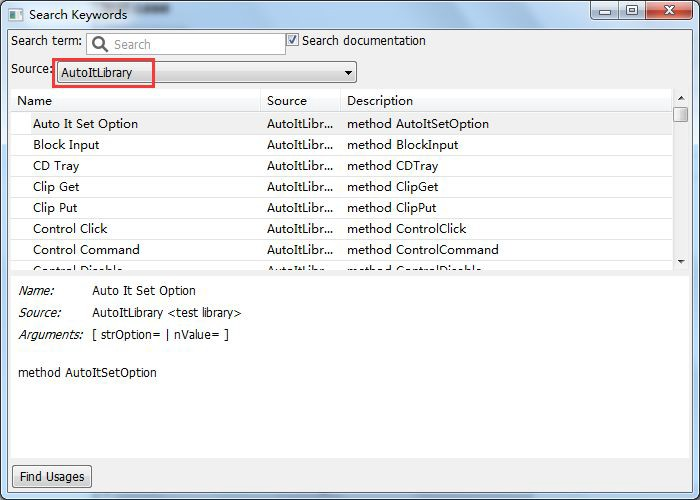 Search Keywords
Search term: Search Search documentation
Source: AutoItLibrary
Name Source Description
Auto It Set Option AutoItLibr... method AutoItSetOption
Block Input AutoItLibr... method BlockInput
CD Tray AutoItLibr... method CDTray
Clip Get AutoItLibr... method ClipGet
Clip Put AutoItLibr... method ClipPut
Control Click AutoItLibr... method ControlClick
Control Command AutoItLibr... method ControlCommand
Control Disable AutoItLibr... method ControlDisable
Name: Auto It Set Option
Source: AutoItLibrary <test library>
Arguments: [ strOption= | nValue= ]
method AutoItSetOption
Find Usages